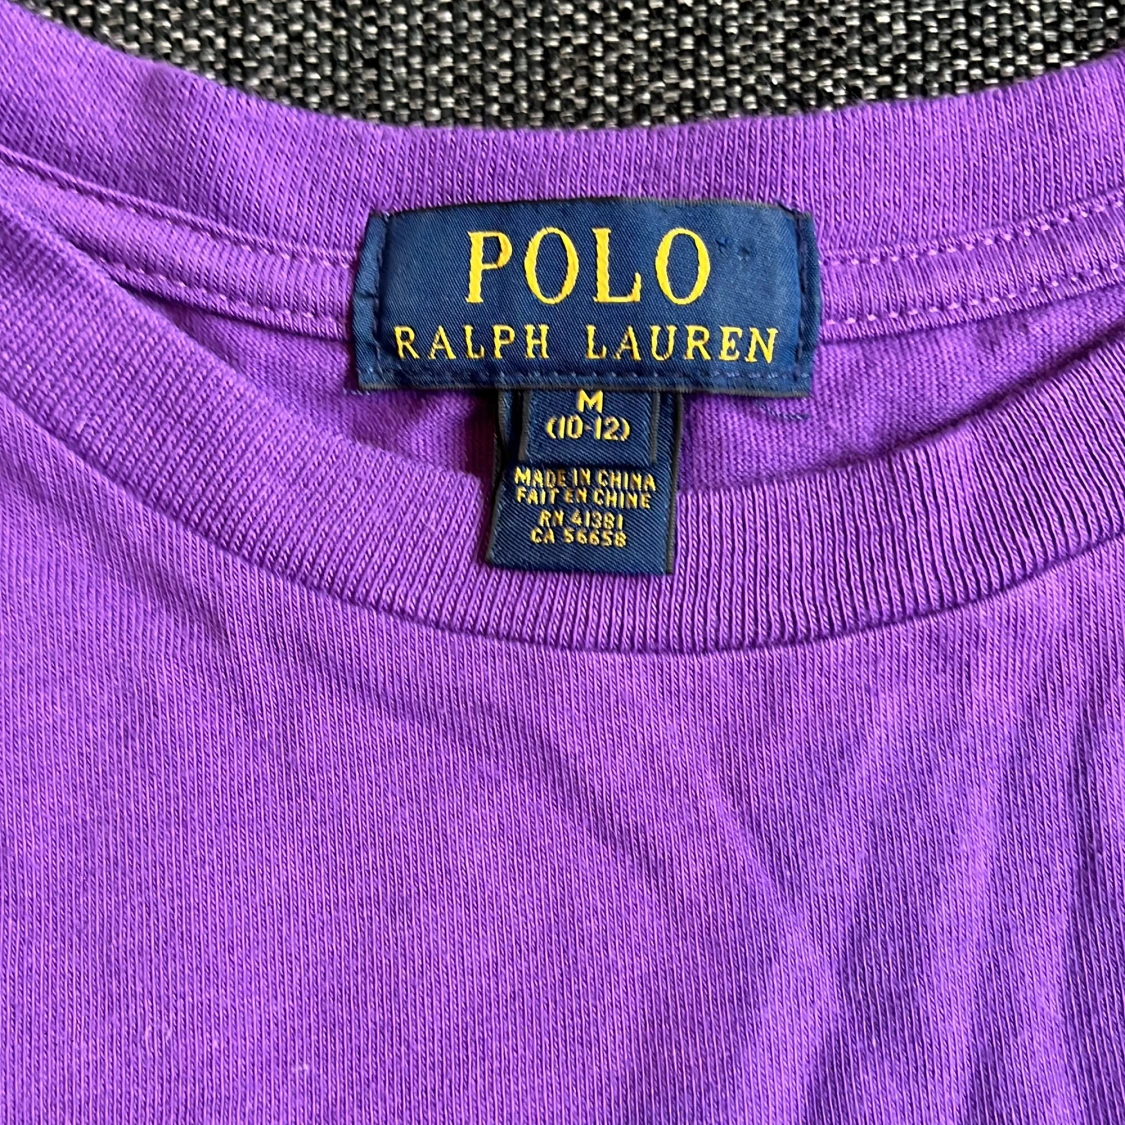 POLO
RALPH LAUREN
M
(10-12)
MADE IN CHINA
FAIT EN CHINE
RN 41381
CA 56658